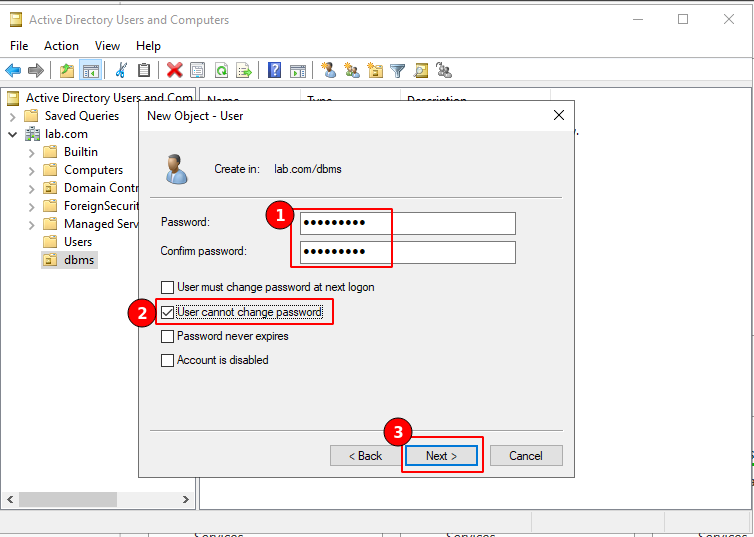 Active Directory Users and Computers
File Action View Help
Active Directory Users and Com
Name Type Description
Saved Queries
lab.com
Builtin
Computers
Domain Contr
ForeignSecurit
Managed Serv
Users
dbms
New Object - User
Create in: lab.com/dbms
1
Password: •••••••••
Confirm password: •••••••••
User must change password at next logon
2
User cannot change password
Password never expires
Account is disabled
3
< Back Next > Cancel
Services Services Services